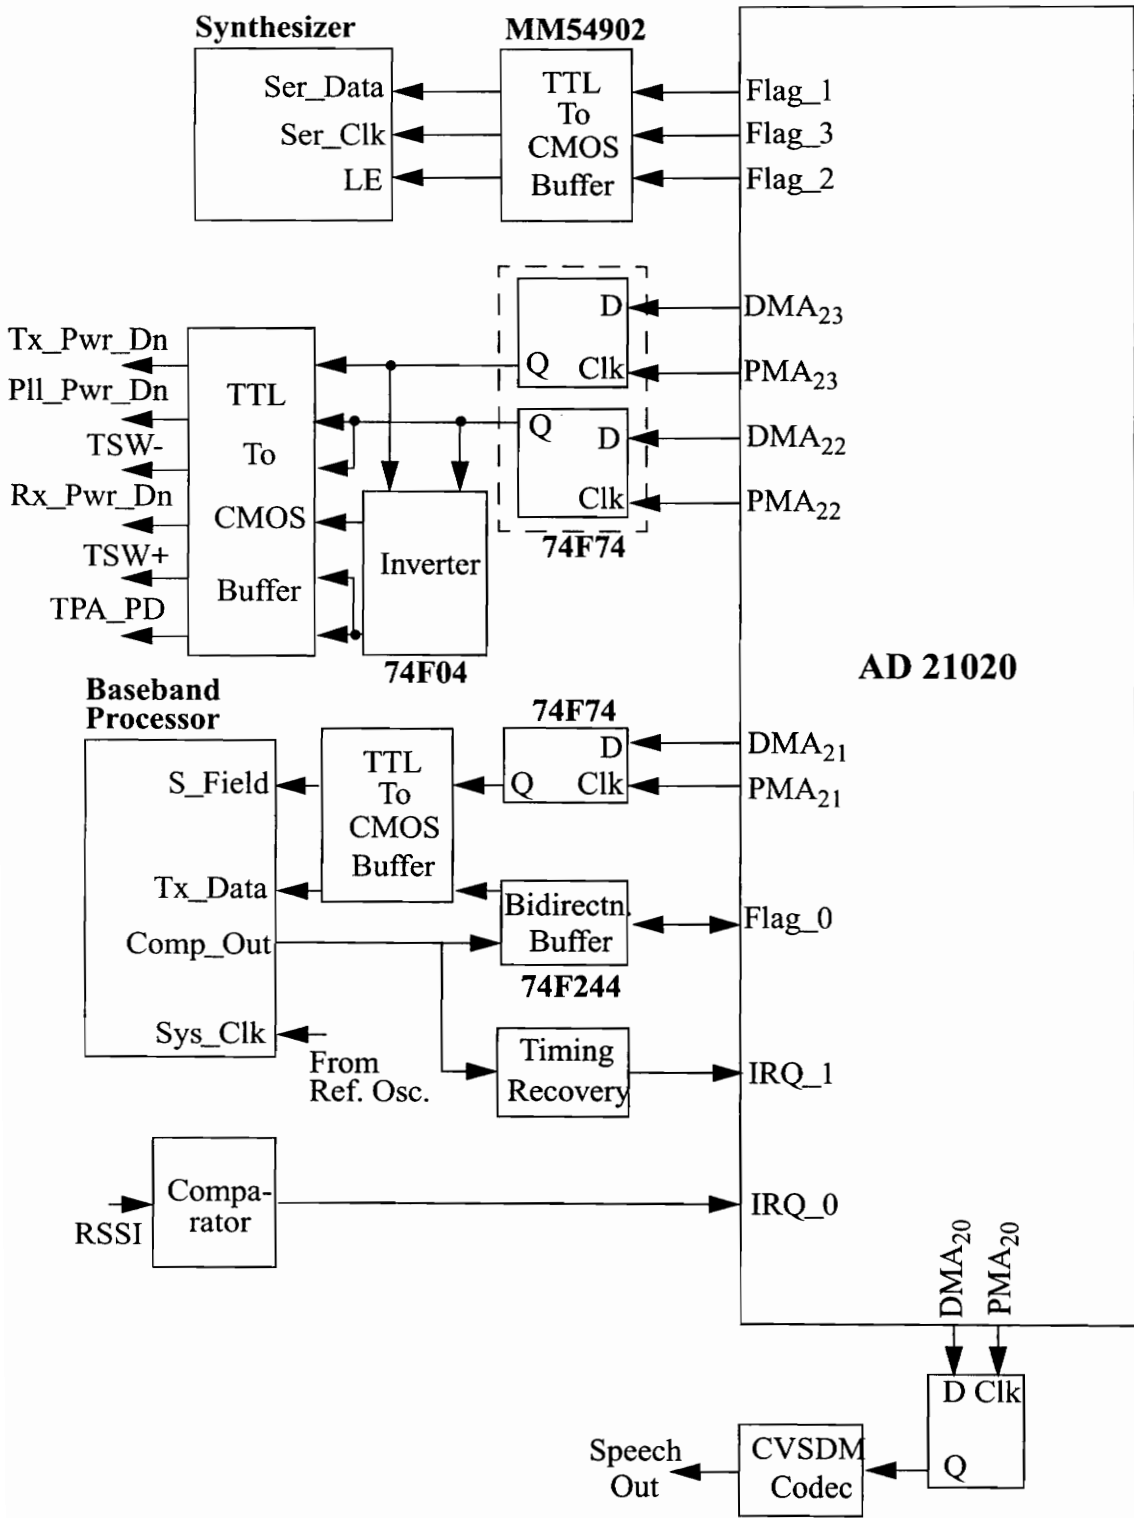 Synthesizer
MM54902
Ser_Data
Ser_Clk
LE
TTL
To
CMOS
Buffer
Flag_1
Flag_3
Flag_2
D
Q
Clk
DMA23
PMA23
Q
D
Clk
DMA22
PMA22
74F74
Tx_Pwr_Dn
Pll_Pwr_Dn
TSW-
Rx_Pwr_Dn
TSW+
TPA_PD
TTL
To
CMOS
Buffer
Inverter
74F04
AD 21020
Baseband
Processor
S_Field
Tx_Data
Comp_Out
Sys_Clk
TTL
To
CMOS
Buffer
74F74
D
Q
Clk
DMA21
PMA21
Bidirectn.
Buffer
74F244
Flag_0
From
Ref. Osc.
Timing
Recovery
IRQ_1
RSSI
Compa-
rator
IRQ_0
DMA20
PMA20
D Clk
Q
CVSDM
Codec
Speech
Out